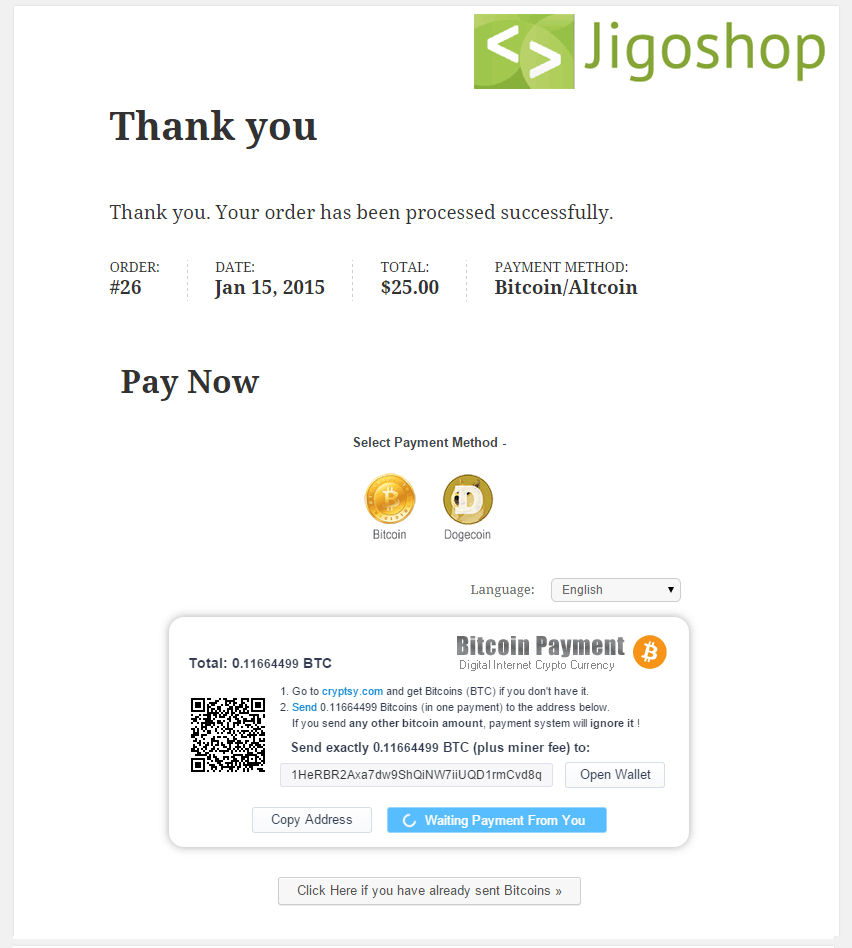 <> Jigoshop
Thank you
Thank you. Your order has been processed successfully.
ORDER: DATE: TOTAL: PAYMENT METHOD:
#26 Jan 15, 2015 $25.00 Bitcoin/Altcoin
Pay Now
Select Payment Method -
Bitcoin Dogecoin
Language: English
Bitcoin Payment
Digital Internet Crypto Currency
Total: 0.11664499 BTC
1. Go to cryptsy.com and get Bitcoins (BTC) if you don't have it.
2. Send 0.11664499 Bitcoins (in one payment) to the address below.
If you send any other bitcoin amount, payment system will ignore it !
Send exactly 0.11664499 BTC (plus miner fee) to:
1HeRBR2Axa7dw9ShQiNW7iiUQD1rmCvd8q Open Wallet
Copy Address Waiting Payment From You
Click Here if you have already sent Bitcoins »